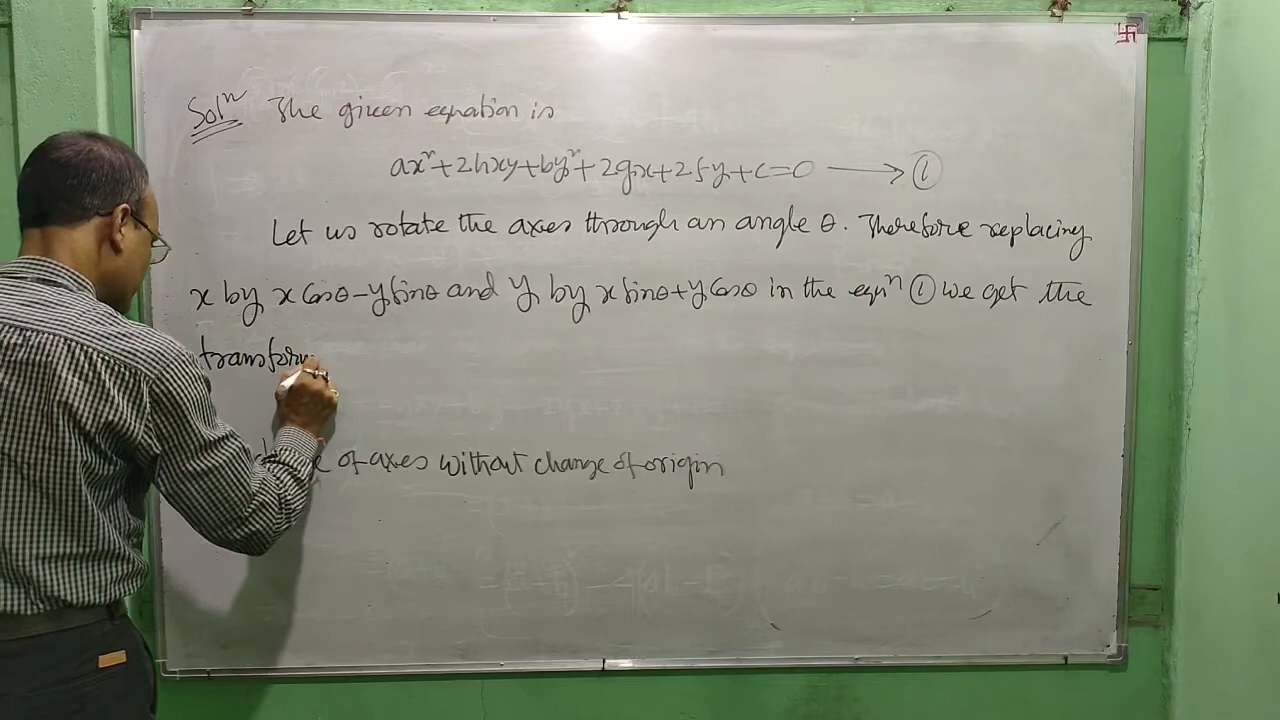 Solⁿ The given equation is
ax² + 2hxy + by² + 2gx + 2fy + c = 0 ⟶ ①
Let us rotate the axes through an angle θ. Therefore replacing
x by x cosθ - y sinθ and y by x sinθ + y cosθ in the equⁿ ① we get the
transform
of axes without change of origin